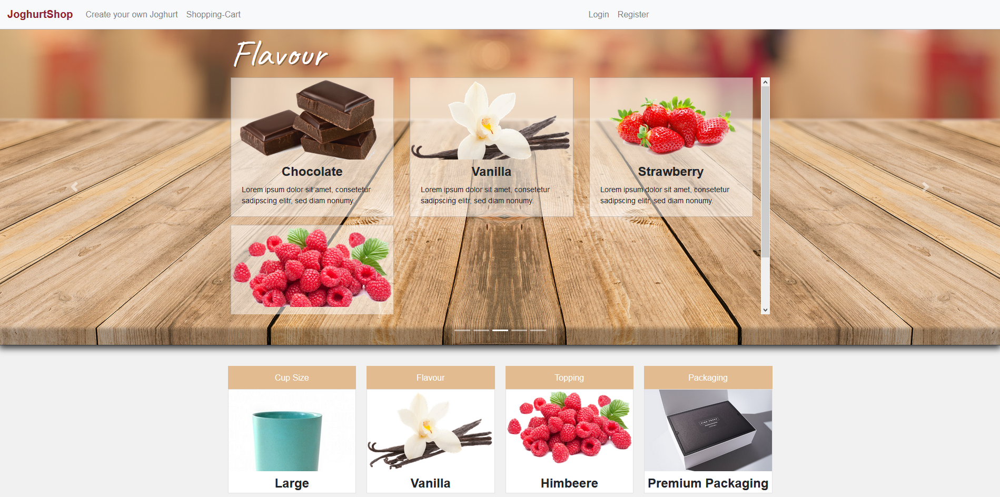 JoghurtShop Create your own Joghurt Shopping-Cart Login Register
Flavour
Chocolate
Lorem ipsum dolor sit amet, consetetur
sadipscing elitr, sed diam nonumy.
Vanilla
Lorem ipsum dolor sit amet, consetetur
sadipscing elitr, sed diam nonumy.
Strawberry
Lorem ipsum dolor sit amet, consetetur
sadipscing elitr, sed diam nonumy.
Cup Size
Large
Flavour
Vanilla
Topping
Himbeere
Packaging
Premium Packaging